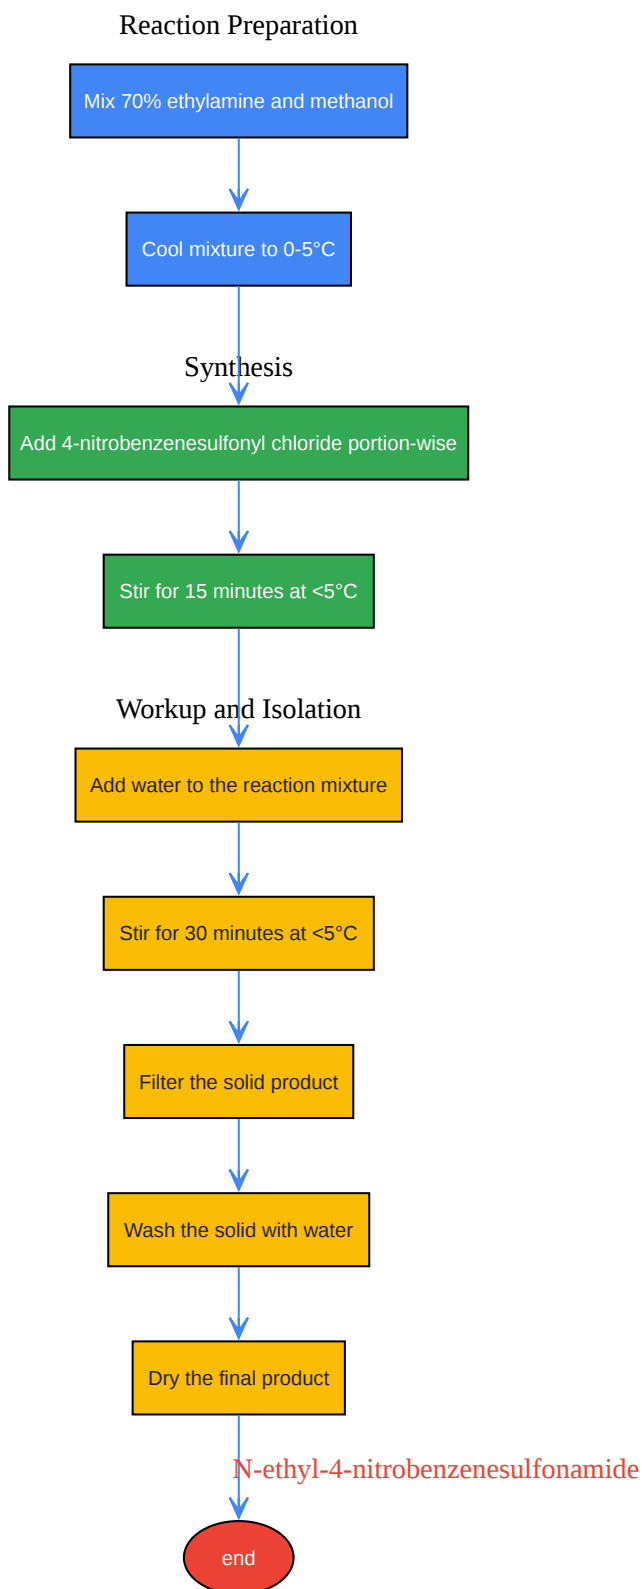 Reaction Preparation
Mix 70% ethylamine and methanol
Cool mixture to 0-5°C
Synthesis
Add 4-nitrobenzenesulfonyl chloride portion-wise
Stir for 15 minutes at <5°C
Workup and Isolation
Add water to the reaction mixture
Stir for 30 minutes at <5°C
Filter the solid product
Wash the solid with water
Dry the final product
N-ethyl-4-nitrobenzenesulfonamide
end